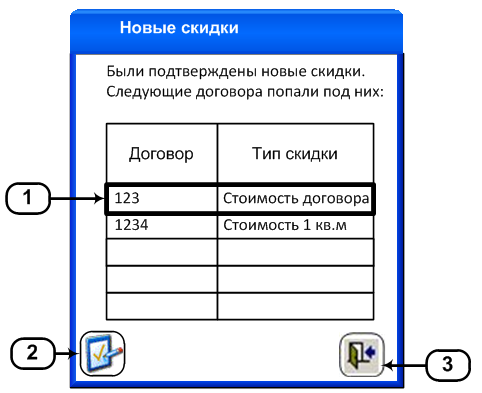 Новые скидки
Были подтверждены новые скидки.
Следующие договора попали под них:
Договор Тип скидки
1 123 Стоимость договора
1234 Стоимость 1 кв.м
2
3